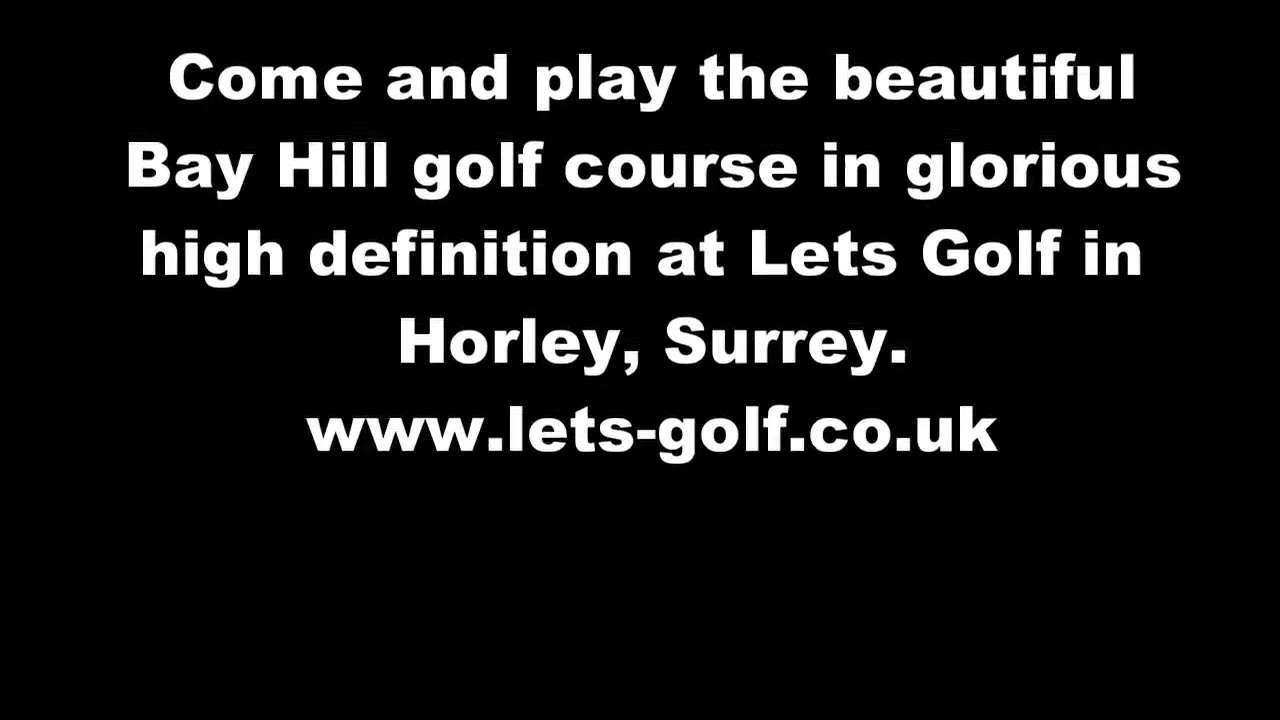 Come and play the beautiful
Bay Hill golf course in glorious
high definition at Lets Golf in
Horley, Surrey.
www.lets-golf.co.uk